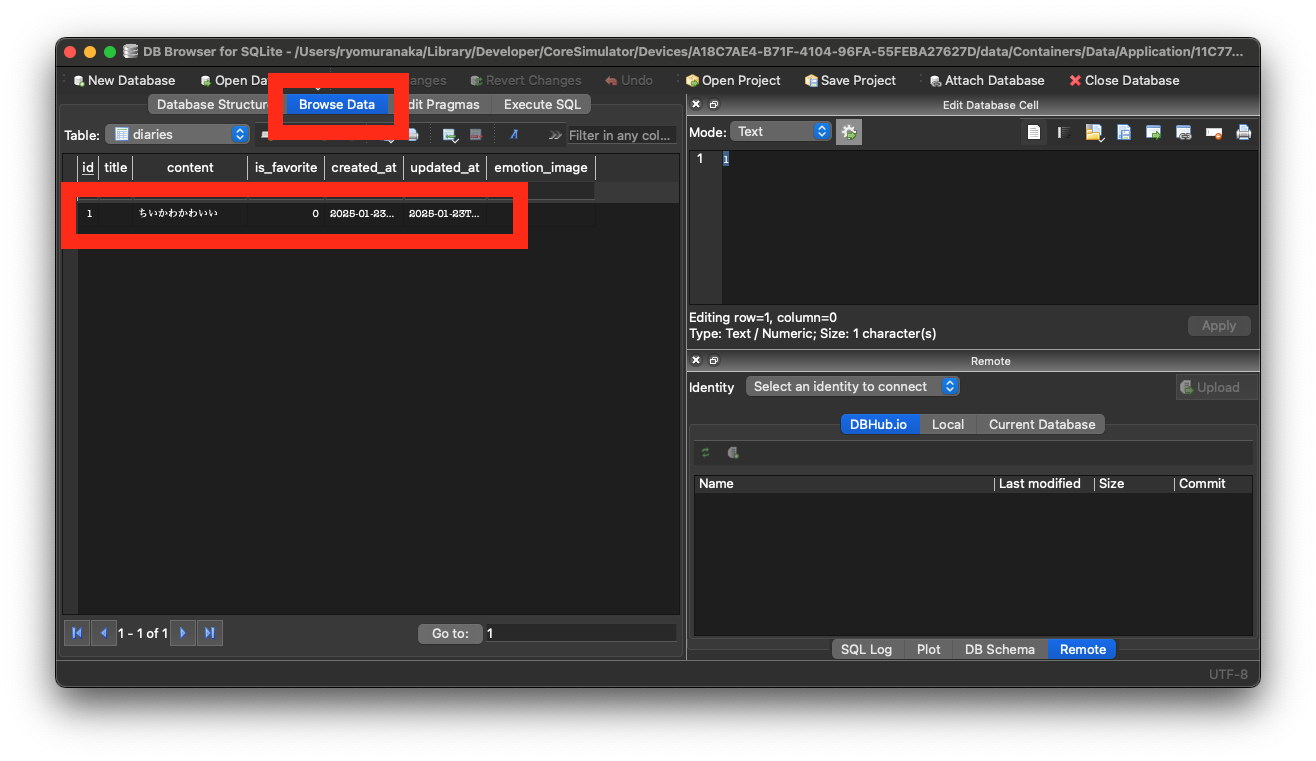 DB Browser for SQLite - /Users/ryomuranaka/Library/Developer/CoreSimulator/Devices/A18C7AE4-B71F-4104-96FA-55FEBA27627D/data/Containers/Data/Application/11C77...
New Database Open Da anges Revert Changes Undo Open Project Save Project Attach Database Close Database
Database Structur Browse Data dit Pragmas Execute SQL
Table: diaries Filter in any col...
id title content is_favorite created_at updated_at emotion_image
1 ちいかわかわいい 0 2025-01-23... 2025-01-23T...
1 - 1 of 1 Go to: 1
Edit Database Cell
Mode: Text
1 1
Editing row=1, column=0
Type: Text / Numeric; Size: 1 character(s)
Apply
Remote
Identity Select an identity to connect Upload
DBHub.io Local Current Database
Name Last modified Size Commit
SQL Log Plot DB Schema Remote
UTF-8